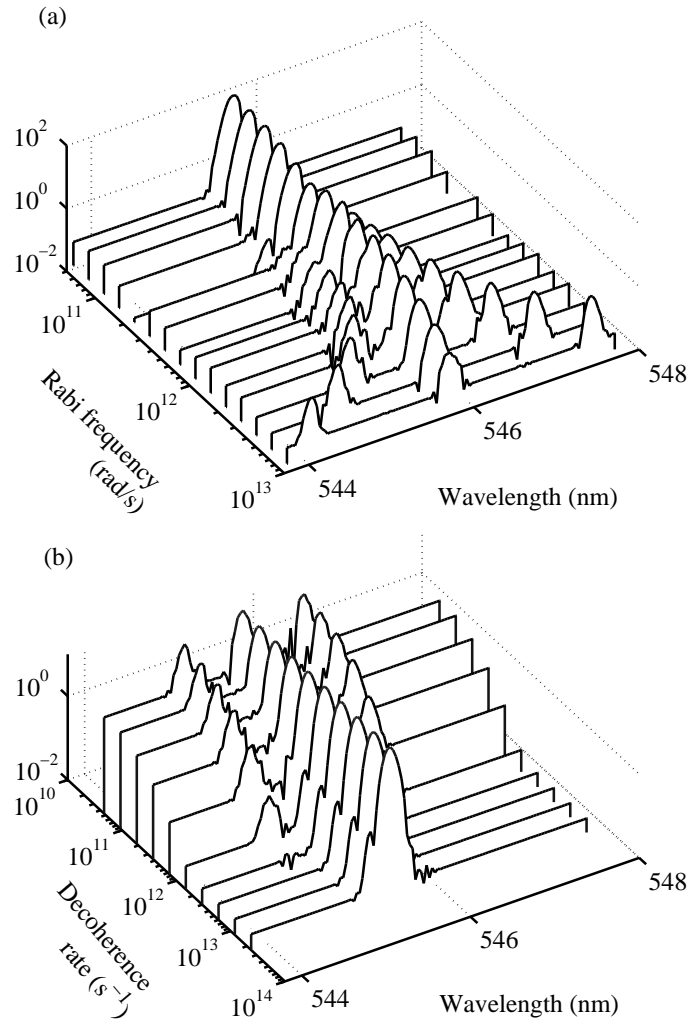 (a)
10^2
10^0
10^-2
10^11
10^12
10^13
Rabi frequency
(rad/s)
544
546
548
Wavelength (nm)
(b)
10^0
10^-2
10^10
10^11
10^12
10^13
10^14
Decoherence
rate (s^-1)
544
546
548
Wavelength (nm)